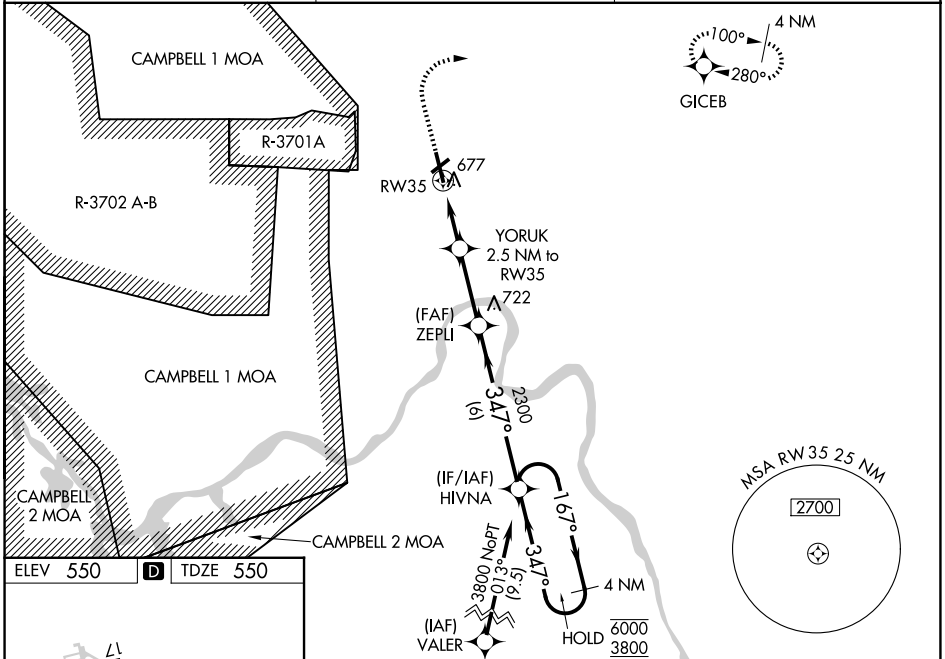 CAMPBELL 1 MOA
R-3701A
R-3702 A-B
CAMPBELL 1 MOA
CAMPBELL
2 MOA
CAMPBELL 2 MOA
4 NM
100°
280°
GICEB
677
RW35
YORUK
2.5 NM to
RW35
722
(FAF)
ZEPLI
2300
347°
(6)
(IF/IAF)
HIVNA
167°
347°
4 NM
3800 NoPT
013°
(9.5)
(IAF)
VALER
HOLD
6000
3800
MSA RW35 25 NM
2700
ELEV 550
D
TDZE 550
17